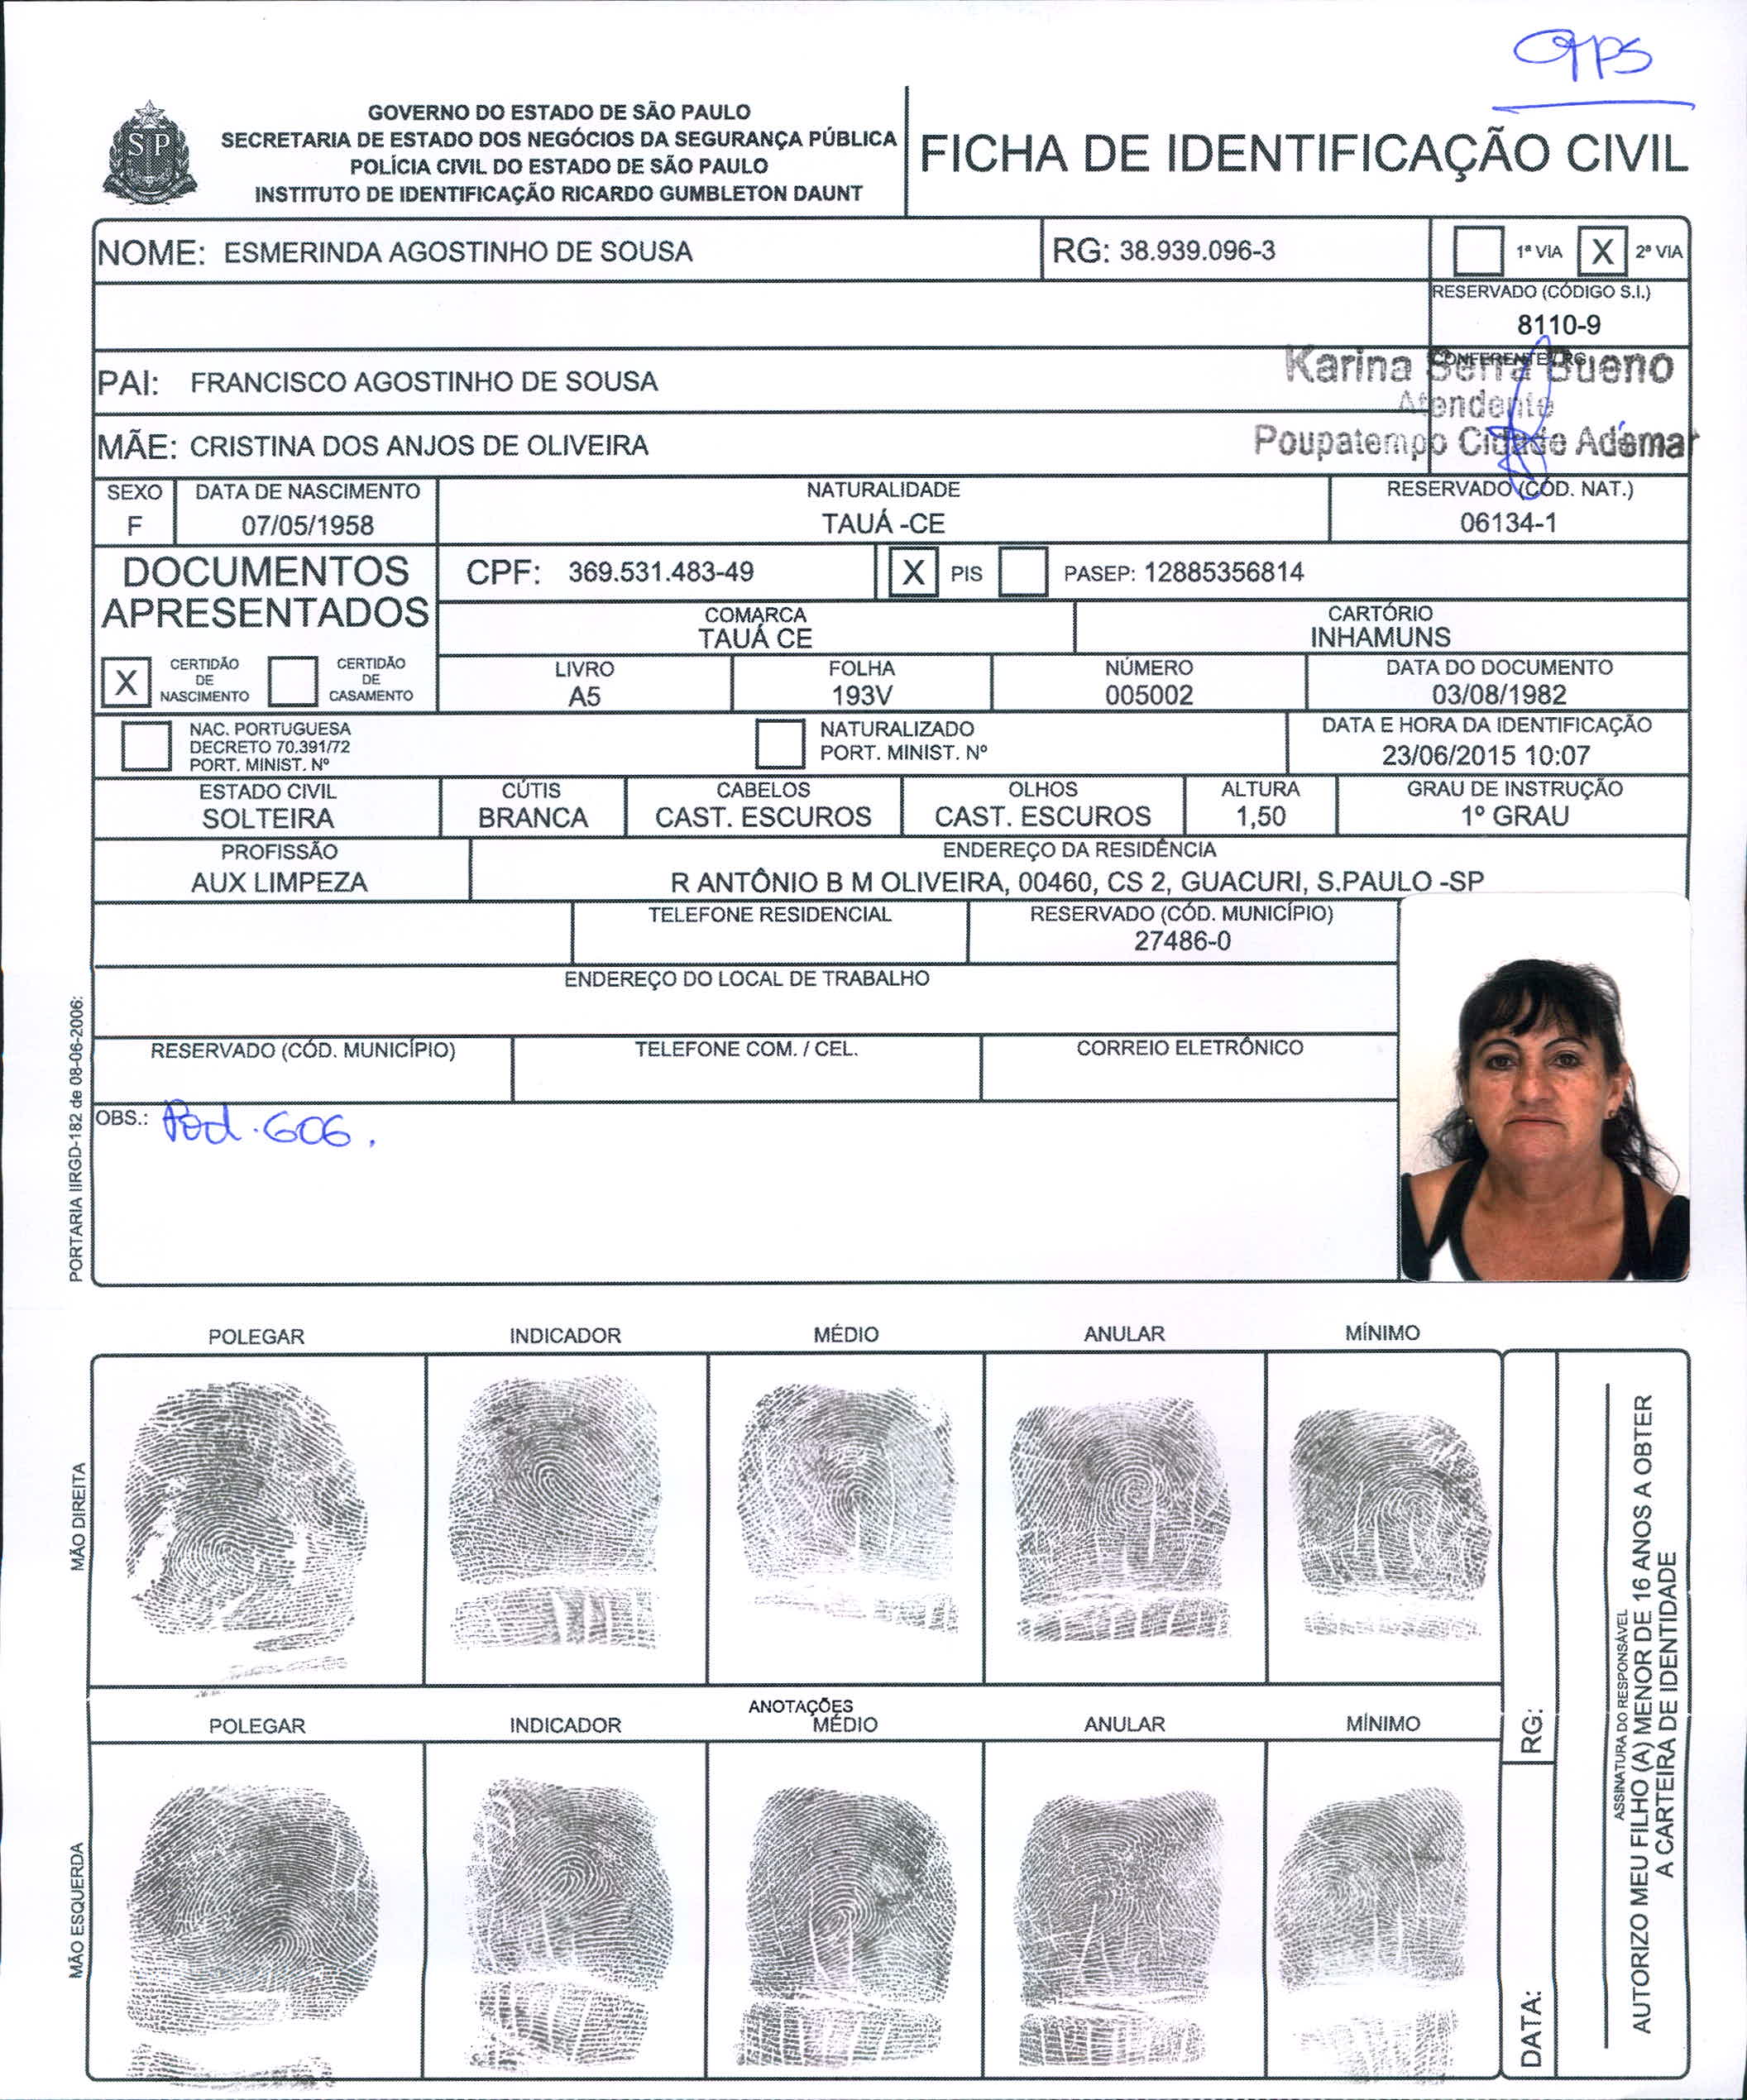 GOVERNO DO ESTADO DE SÃO PAULO
SECRETARIA DE ESTADO DOS NEGÓCIOS DA SEGURANÇA PÚBLICA
POLÍCIA CIVIL DO ESTADO DE SÃO PAULO
INSTITUTO DE IDENTIFICAÇÃO RICARDO GUMBLETON DAUNT
SP
FICHA DE IDENTIFICAÇÃO CIVIL
NOME: ESMERINDA AGOSTINHO DE SOUSA RG: 38.939.096-3 1ª VIA X 2ª VIA
RESERVADO (CÓDIGO S.I.)
8110-9
CONFERENTE / RG
Karina Serra Bueno
Atendente
Poupatempo Cidade Ademar
PAI: FRANCISCO AGOSTINHO DE SOUSA
MÃE: CRISTINA DOS ANJOS DE OLIVEIRA
SEXO DATA DE NASCIMENTO NATURALIDADE RESERVADO (CÓD. NAT.)
F 07/05/1958 TAUÁ -CE 06134-1
DOCUMENTOS
APRESENTADOS
CPF: 369.531.483-49 X PIS PASEP: 12885356814
COMARCA CARTÓRIO
TAUÁ CE INHAMUNS
X CERTIDÃO DE NASCIMENTO CERTIDÃO DE CASAMENTO
LIVRO FOLHA NÚMERO DATA DO DOCUMENTO
A5 193V 005002 03/08/1982
NAC. PORTUGUESA
DECRETO 70.391/72
PORT. MINIST. Nº
NATURALIZADO
PORT. MINIST. Nº
DATA E HORA DA IDENTIFICAÇÃO
23/06/2015 10:07
ESTADO CIVIL CÚTIS CABELOS OLHOS ALTURA GRAU DE INSTRUÇÃO
SOLTEIRA BRANCA CAST. ESCUROS CAST. ESCUROS 1,50 1º GRAU
PROFISSÃO ENDEREÇO DA RESIDÊNCIA
AUX LIMPEZA R ANTÔNIO B M OLIVEIRA, 00460, CS 2, GUACURI, S.PAULO -SP
TELEFONE RESIDENCIAL RESERVADO (CÓD. MUNICÍPIO)
27486-0
ENDEREÇO DO LOCAL DE TRABALHO
RESERVADO (CÓD. MUNICÍPIO) TELEFONE COM. / CEL. CORREIO ELETRÔNICO
OBS.: 606.
PORTARIA IIRGD-182 de 08-06-2006:
POLEGAR INDICADOR MÉDIO ANULAR MÍNIMO
MÃO DIREITA
ANOTAÇÕES
POLEGAR INDICADOR MÉDIO ANULAR MÍNIMO
MÃO ESQUERDA
RG:
DATA:
ASSINATURA DO RESPONSÁVEL
AUTORIZO MEU FILHO (A) MENOR DE 16 ANOS A OBTER
A CARTEIRA DE IDENTIDADE